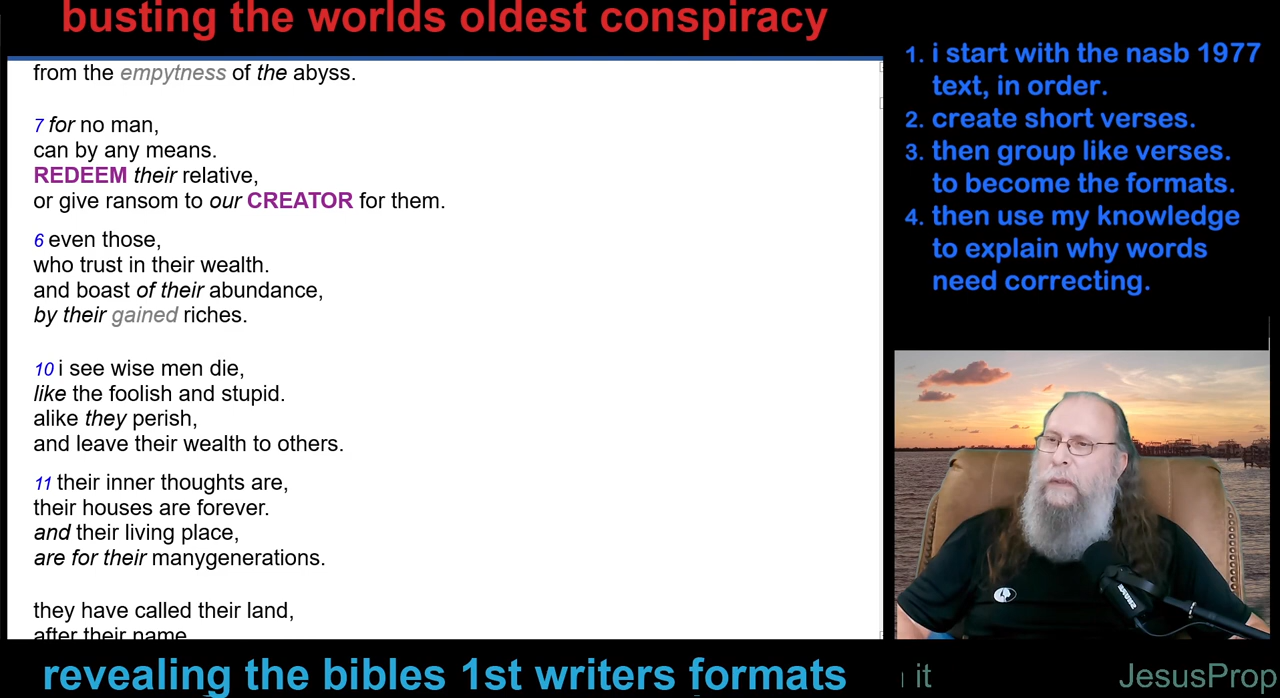 busting the worlds oldest conspiracy
from the empytness of the abyss.
7 for no man,
can by any means.
REDEEM their relative,
or give ransom to our CREATOR for them.
6 even those,
who trust in their wealth.
and boast of their abundance,
by their gained riches.
10 i see wise men die,
like the foolish and stupid.
alike they perish,
and leave their wealth to others.
11 their inner thoughts are,
their houses are forever.
and their living place,
are for their manygenerations.
they have called their land,
after their name
1. i start with the nasb 1977
text, in order.
2. create short verses.
3. then group like verses.
to become the formats.
4. then use my knowledge
to explain why words
need correcting.
SHURE
revealing the bibles 1st writers formats
it
JesusProp